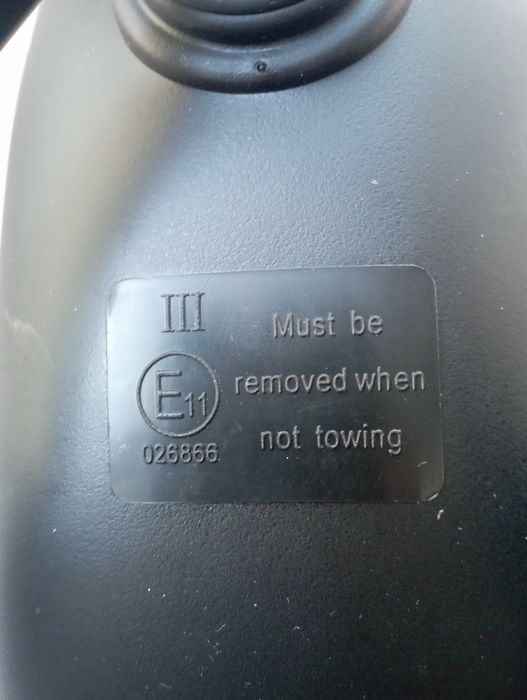 III
E11
026866
Must be
removed when
not towing